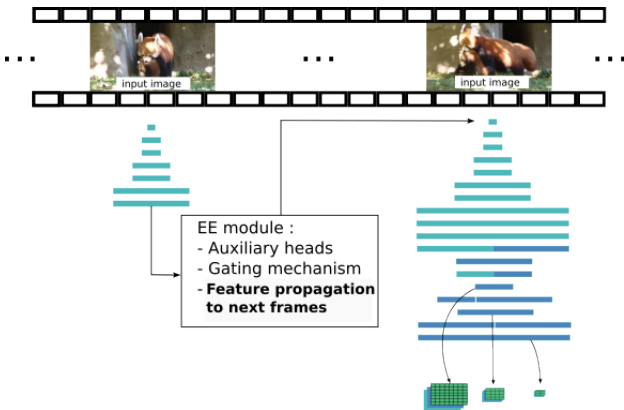 input image
input image
EE module :
- Auxiliary heads
- Gating mechanism
- Feature propagation
to next frames